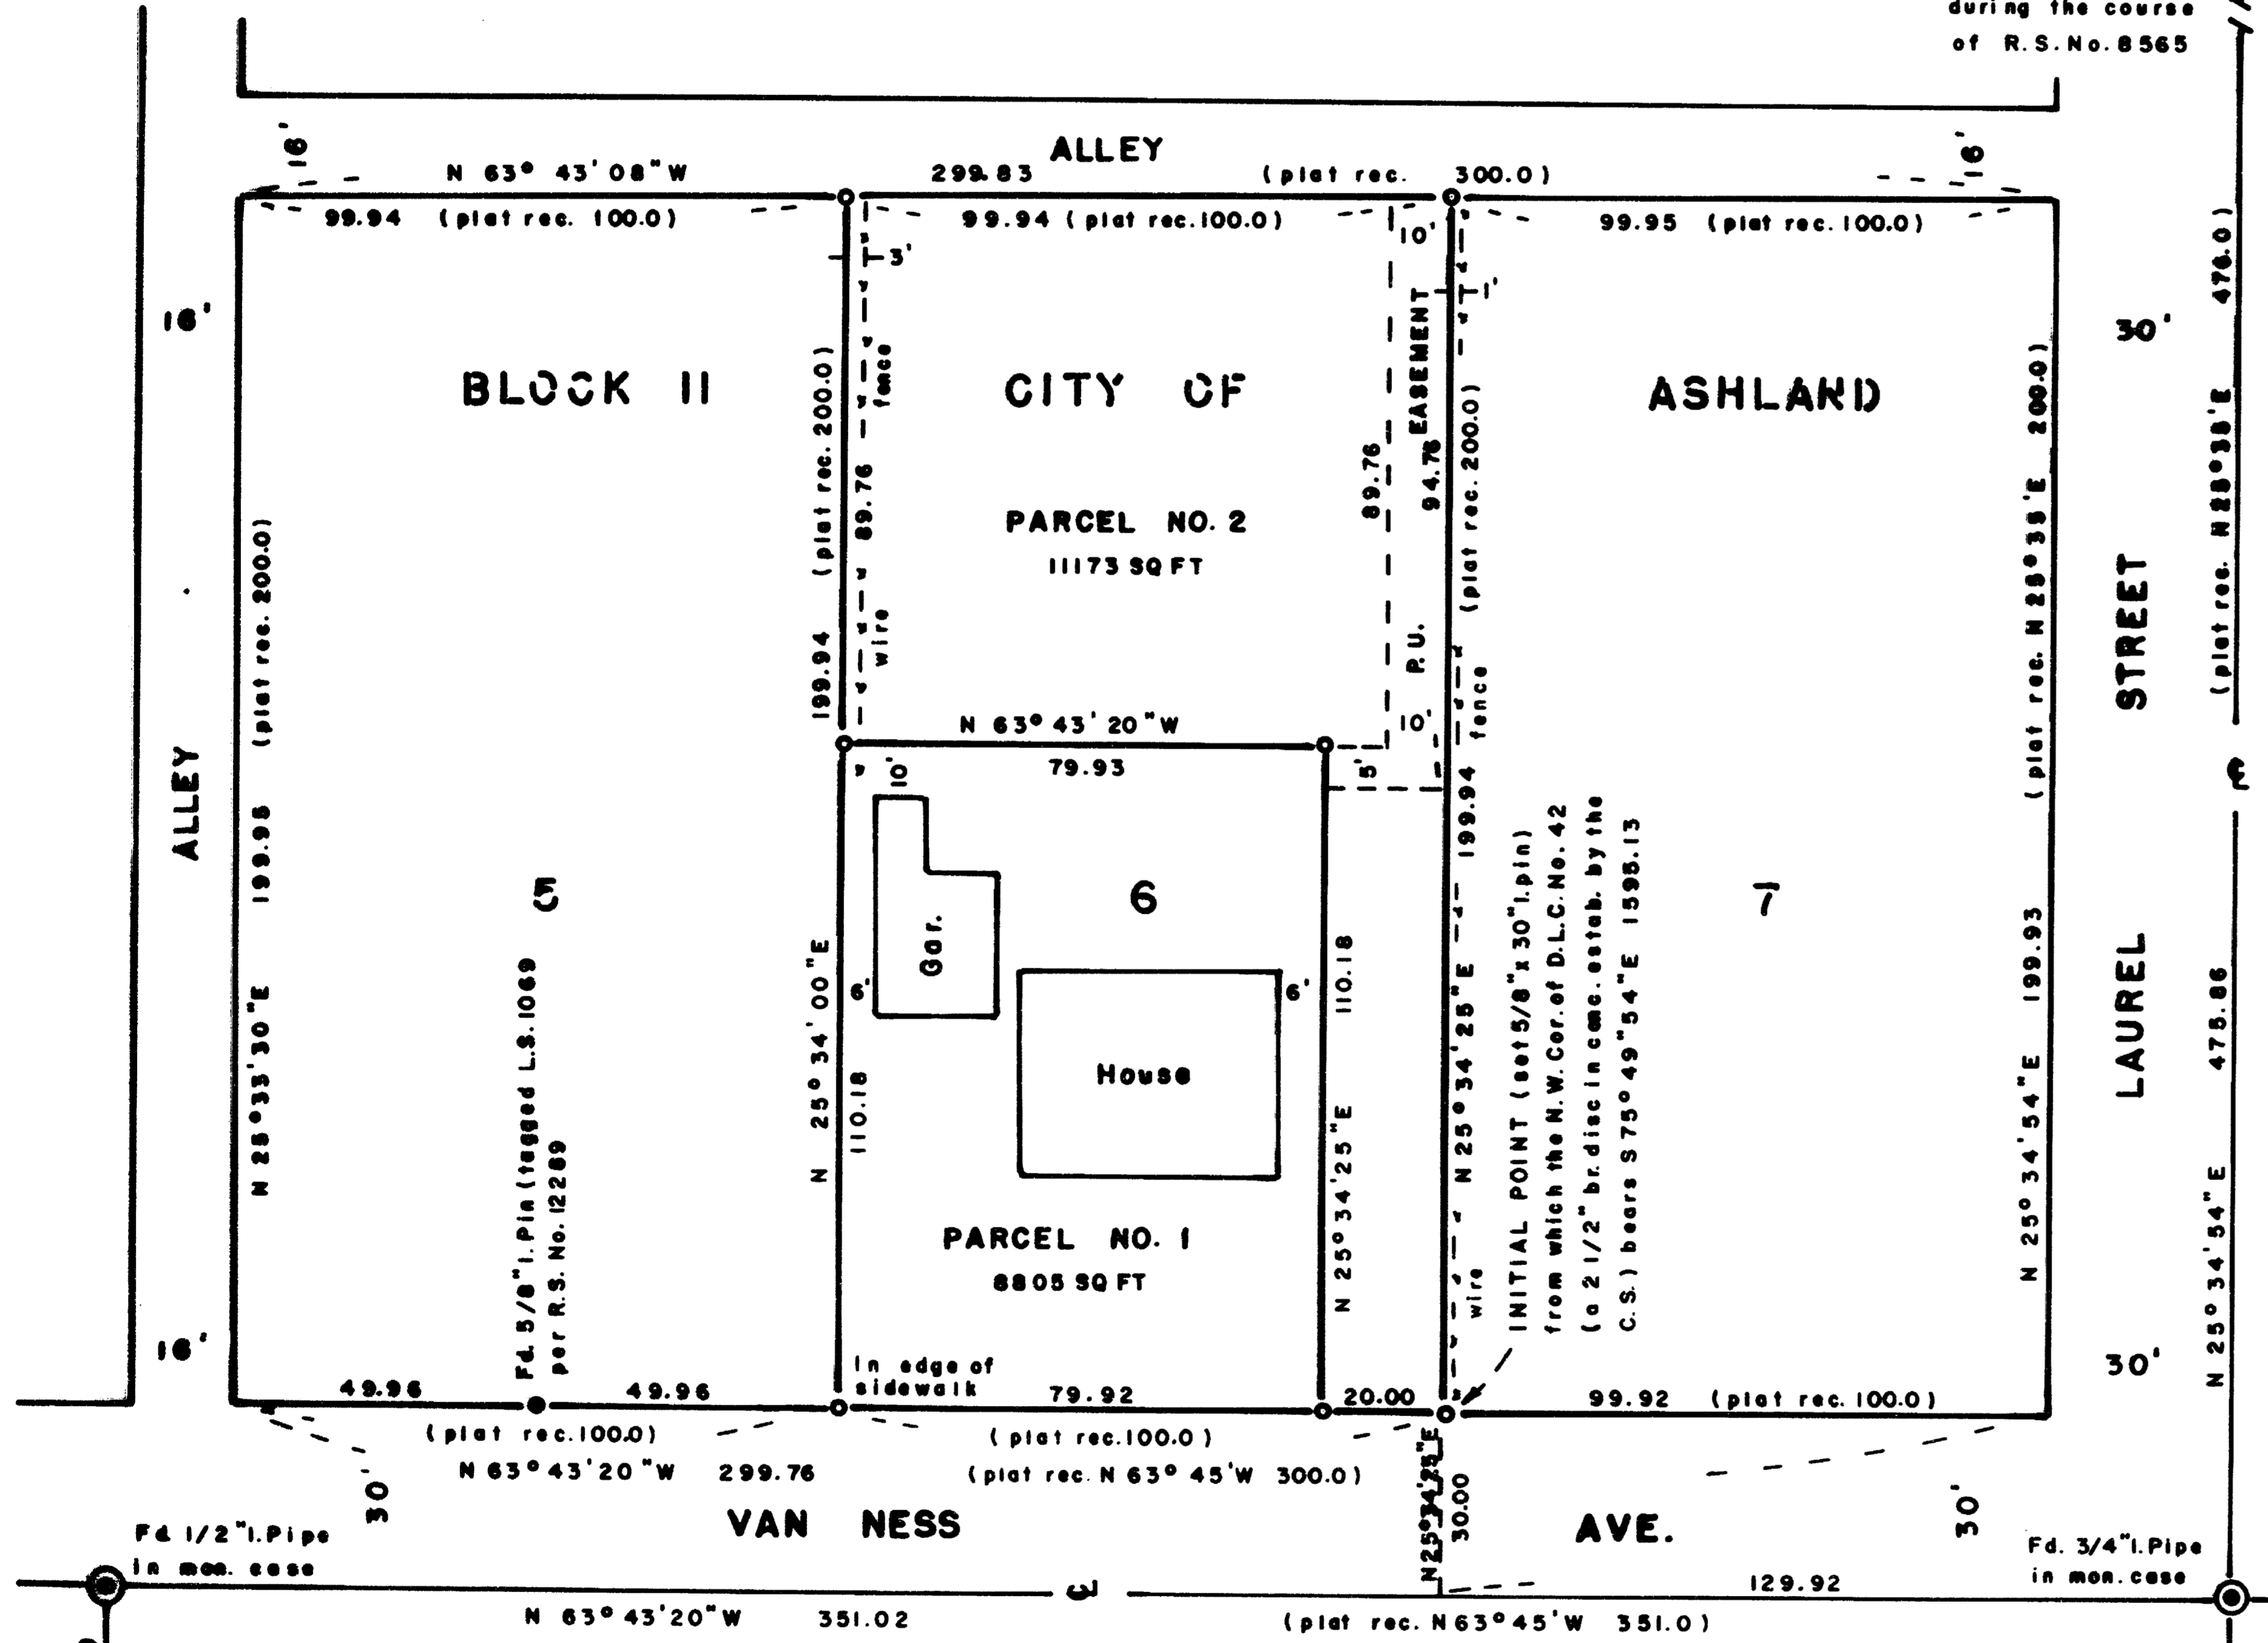 during the course
of R.S. No. 8565
16'
ALLEY
16'
N 63° 43' 08" W 299.83 (plat rec. 300.0)
99.94 (plat rec. 100.0)
99.94 (plat rec. 100.0)
99.95 (plat rec. 100.0)
10'
3'
1'
16'
30'
BLOCK 11 CITY OF ASHLAND
(plat rec. 200.0)
fence
89.76
wire
199.94
89.76
EASEMENT
94.76
P.U.
(plat rec. 200.0)
fence
PARCEL NO. 2
11173 SQ FT
N 63° 43' 20" W
79.93
10'
10'
15'
ALLEY
N 25° 33' 30" E 199.95 (plat rec. 200.0)
5
6
7
Fd. 5/8" I. Pin (tagged L.S. 1069
per R.S. No. 12289
Gar.
6'
House
6'
N 25° 34' 00" E
110.18
110.18
N 25° 34' 25" E
N 25° 34' 25" E 199.94
wire
INITIAL POINT (set 5/8" x 30" I. pin)
from which the N.W. Cor. of D.L.C. No. 42
(a 2 1/2" br. disc in conc. estab. by the
C.S.) bears S 75° 49' 54" E 1595.13
N 25° 34' 54" E 199.93 (plat rec. N 25° 35' E 200.0)
LAUREL STREET
N 25° 34' 54" E 475.86 (plat rec. N 25° 35' E 476.0)
PARCEL NO. 1
8805 SQ FT
16'
30'
In edge of
sidewalk
49.96
49.96
79.92
20.00
99.92 (plat rec. 100.0)
(plat rec. 100.0)
(plat rec. 100.0)
N 63° 43' 20" W 299.76 (plat rec. N 63° 45' W 300.0)
30'
VAN NESS AVE.
N 25° 34' 25" E
30.00
30'
Fd. 1/2" I. Pipe
in mon. case
Fd. 3/4" I. Pipe
in mon. case
129.92
N 63° 43' 20" W 351.02 (plat rec. N 63° 45' W 351.0)